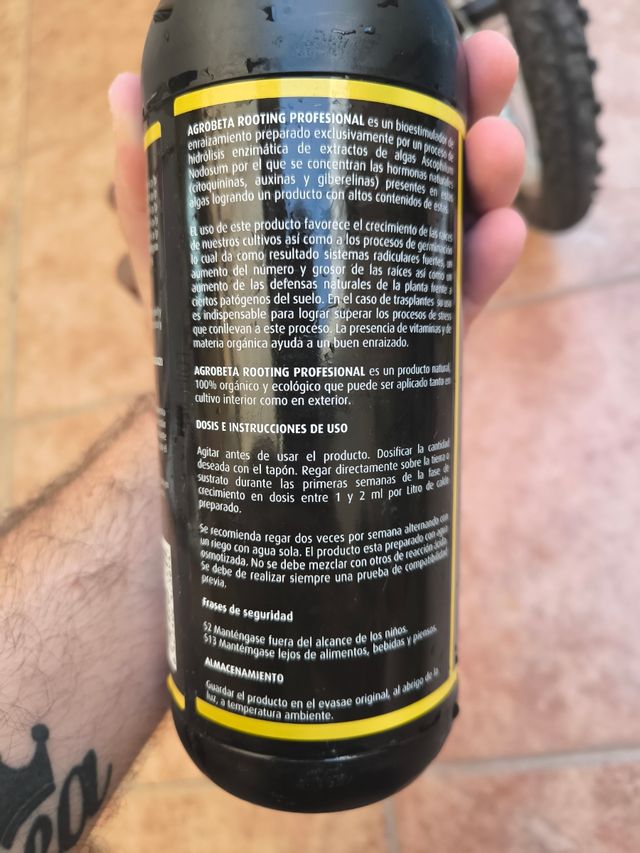 AGROBETA ROOTING PROFESIONAL es un bioestimulador de
enraizamiento preparado exclusivamente por un proceso de
hidrólisis enzimática de extractos de algas Ascophillum
Nodosum por el que se concentran las hormonas naturales
(citoquininas, auxinas y giberelinas) presentes en estas
algas logrando un producto con altos contenidos de estas.
El uso de este producto favorece el crecimiento de las raíces
de nuestros cultivos así como a los procesos de germinación
lo cual da como resultado sistemas radiculares fuertes, un
aumento del número y grosor de las raíces así como un
aumento de las defensas naturales de la planta frente a
ciertos patógenos del suelo. En el caso de trasplantes su uso
es indispensable para lograr superar los procesos de stress
que conllevan a este proceso. La presencia de vitaminas y de
materia orgánica ayuda a un buen enraizado.
AGROBETA ROOTING PROFESIONAL es un producto natural,
100% orgánico y ecológico que puede ser aplicado tanto en
cultivo interior como en exterior.
DOSIS E INSTRUCCIONES DE USO
Agitar antes de usar el producto. Dosificar la cantidad
deseada con el tapón. Regar directamente sobre la tierra o
sustrato durante las primeras semanas de la fase de
crecimiento en dosis entre 1 y 2 ml por Litro de caldo
preparado.
Se recomienda regar dos veces por semana alternando con
un riego con agua sola. El producto esta preparado con agua
osmotizada. No se debe mezclar con otros de reacción ácida.
Se debe de realizar siempre una prueba de compatibilidad
previa.
Frases de seguridad
S2 Manténgase fuera del alcance de los niños.
S13 Manténgase lejos de alimentos, bebidas y piensos.
ALMACENAMIENTO
Guardar el producto en el evasae original, al abrigo de la
luz, a temperatura ambiente.